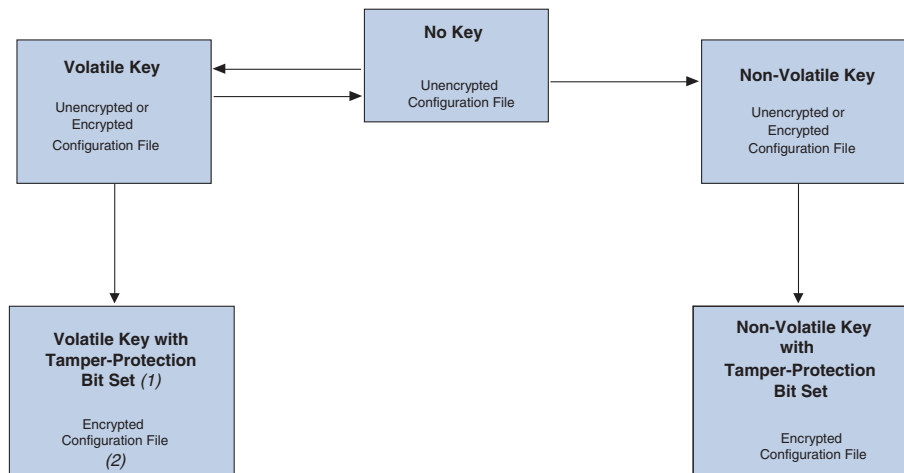 No Key
Unencrypted
Configuration File
Volatile Key
Unencrypted or
Encrypted
Configuration File
Non-Volatile Key
Unencrypted or
Encrypted
Configuration File
Volatile Key with
Tamper-Protection
Bit Set (1)
Encrypted
Configuration File
(2)
Non-Volatile Key
with
Tamper-Protection
Bit Set
Encrypted
Configuration File